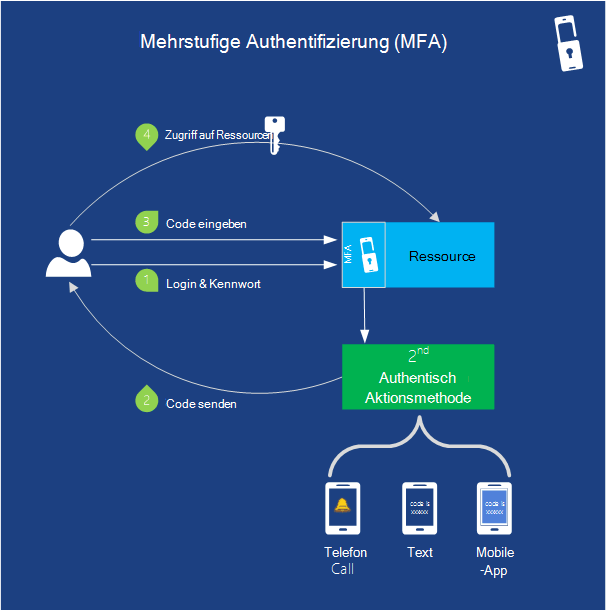 Mehrstufige Authentifizierung (MFA)
4 Zugriff auf Ressourcen
3 Code eingeben
MFA
Ressource
1 Login & Kennwort
2nd
Authentisch
Aktionsmethode
2 Code senden
code is
xxxxxx
code is
xxxxxx
Telefon
Call
Text
Mobile
-App